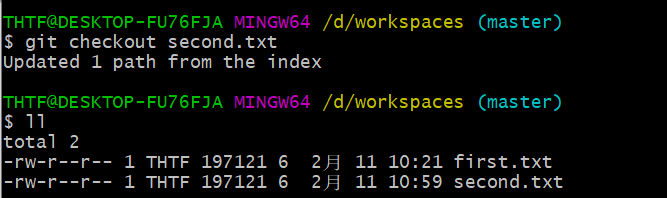 THTF@DESKTOP-FU76FJA MINGW64 /d/workspaces (master)
$ git checkout second.txt
Updated 1 path from the index
THTF@DESKTOP-FU76FJA MINGW64 /d/workspaces (master)
$ ll
total 2
-rw-r--r-- 1 THTF 197121 6  2月 11 10:21 first.txt
-rw-r--r-- 1 THTF 197121 6  2月 11 10:59 second.txt